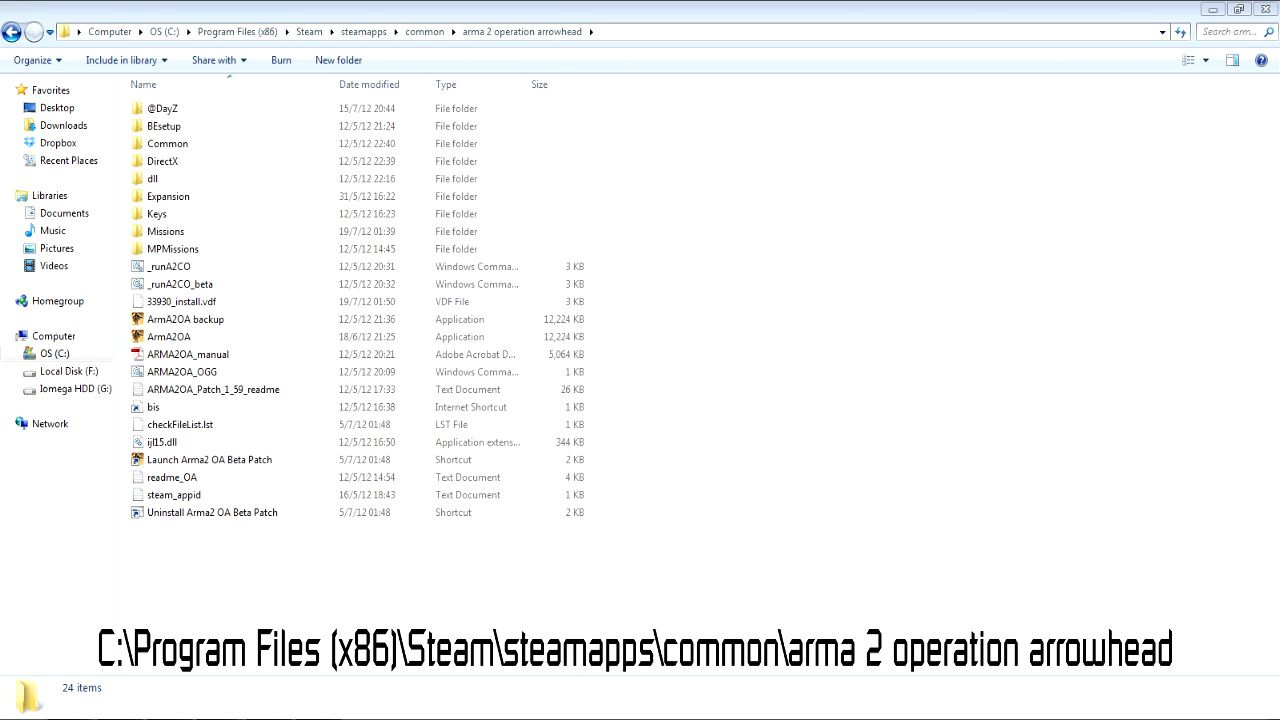 Computer OS (C:) Program Files (x86) Steam steamapps common arma 2 operation arrowhead Search arm...
Organize Include in library Share with Burn New folder
Name Date modified Type Size
Favorites
Desktop
Downloads
Dropbox
Recent Places
Libraries
Documents
Music
Pictures
Videos
Homegroup
Computer
OS (C:)
Local Disk (F:)
Iomega HDD (G:)
Network
@DayZ 15/7/12 20:44 File folder
BEsetup 12/5/12 21:24 File folder
Common 12/5/12 22:40 File folder
DirectX 12/5/12 22:39 File folder
dll 12/5/12 22:16 File folder
Expansion 31/5/12 16:22 File folder
Keys 12/5/12 16:23 File folder
Missions 19/7/12 01:39 File folder
MPMissions 12/5/12 14:45 File folder
_runA2CO 12/5/12 20:31 Windows Comma... 3 KB
_runA2CO_beta 12/5/12 20:32 Windows Comma... 3 KB
33930_install.vdf 19/7/12 01:50 VDF File 3 KB
ArmA2OA backup 12/5/12 21:36 Application 12,224 KB
ArmA2OA 18/6/12 21:25 Application 12,224 KB
ARMA2OA_manual 12/5/12 20:21 Adobe Acrobat D... 5,064 KB
ARMA2OA_OGG 12/5/12 20:09 Windows Comma... 1 KB
ARMA2OA_Patch_1_59_readme 12/5/12 17:33 Text Document 26 KB
bis 12/5/12 16:38 Internet Shortcut 1 KB
checkFileList.lst 5/7/12 01:48 LST File 1 KB
ijl15.dll 12/5/12 16:50 Application extens... 344 KB
Launch Arma2 OA Beta Patch 5/7/12 01:48 Shortcut 2 KB
readme_OA 12/5/12 14:54 Text Document 4 KB
steam_appid 16/5/12 18:43 Text Document 1 KB
Uninstall Arma2 OA Beta Patch 5/7/12 01:48 Shortcut 2 KB
C:\Program Files (x86)\Steam\steamapps\common\arma 2 operation arrowhead
24 items